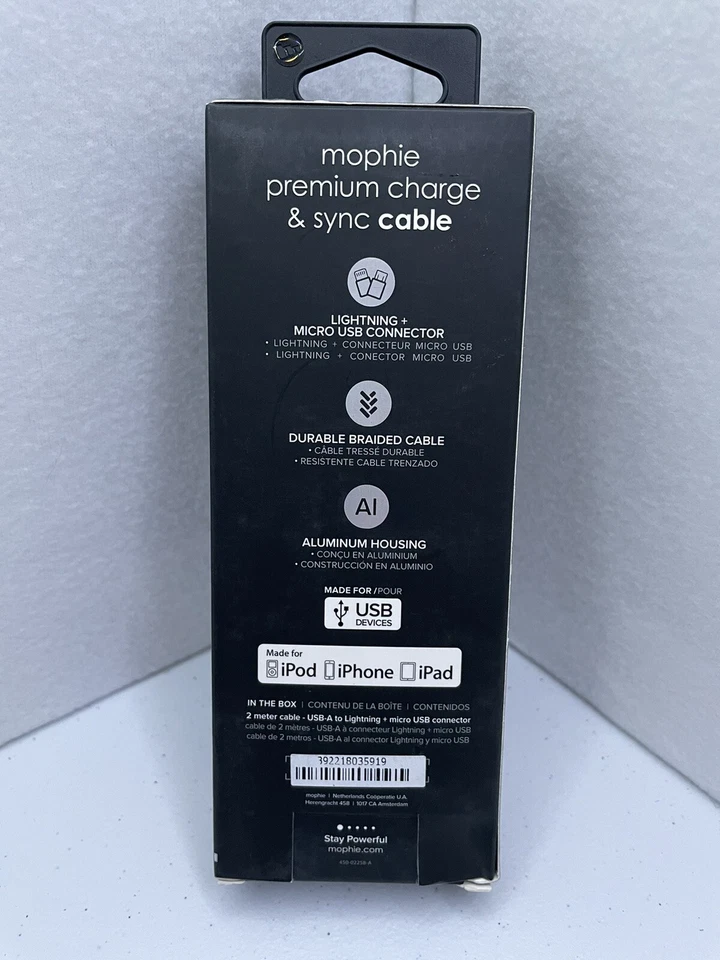 mophie
premium charge
& sync cable
LIGHTNING +
MICRO USB CONNECTOR
• LIGHTNING + CONNECTEUR MICRO USB
• LIGHTNING + CONECTOR MICRO USB
DURABLE BRAIDED CABLE
• CÂBLE TRESSÉ DURABLE
• RESISTENTE CABLE TRENZADO
Al
ALUMINUM HOUSING
• CONÇU EN ALUMINIUM
• CONSTRUCCIÓN EN ALUMINIO
MADE FOR / POUR
USB
DEVICES
Made for
iPod iPhone iPad
IN THE BOX | CONTENU DE LA BOÎTE | CONTENIDOS
2 meter cable - USB-A to Lightning + micro USB connector
cable de 2 mètres - USB-A à connecteur Lightning + micro USB
cable de 2 metros - USB-A al conector Lightning y micro USB
392218035919
mophie | Netherlands Coöperatie U.A.
Herengracht 458 | 1017 CA Amsterdam
Stay Powerful
mophie.com